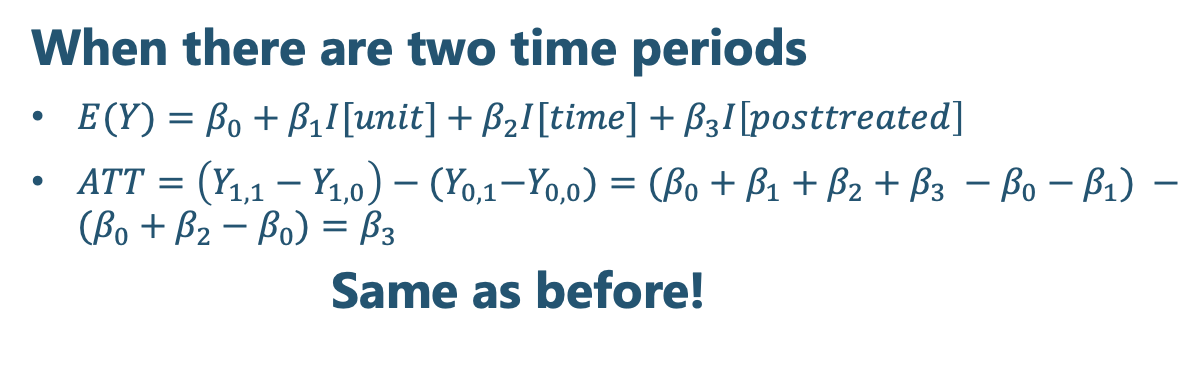 When there are two time periods
• 𝐸(𝑌) = 𝛽₀ + 𝛽₁𝐼[𝑢𝑛𝑖𝑡] + 𝛽₂𝐼[𝑡𝑖𝑚𝑒] + 𝛽₃𝐼[𝑝𝑜𝑠𝑡𝑡𝑟𝑒𝑎𝑡𝑒𝑑]
• 𝐴𝑇𝑇 = (𝑌₁,₁ − 𝑌₁,₀) − (𝑌₀,₁−𝑌₀,₀) = (𝛽₀ + 𝛽₁ + 𝛽₂ + 𝛽₃ − 𝛽₀ − 𝛽₁) −
(𝛽₀ + 𝛽₂ − 𝛽₀) = 𝛽₃
Same as before!